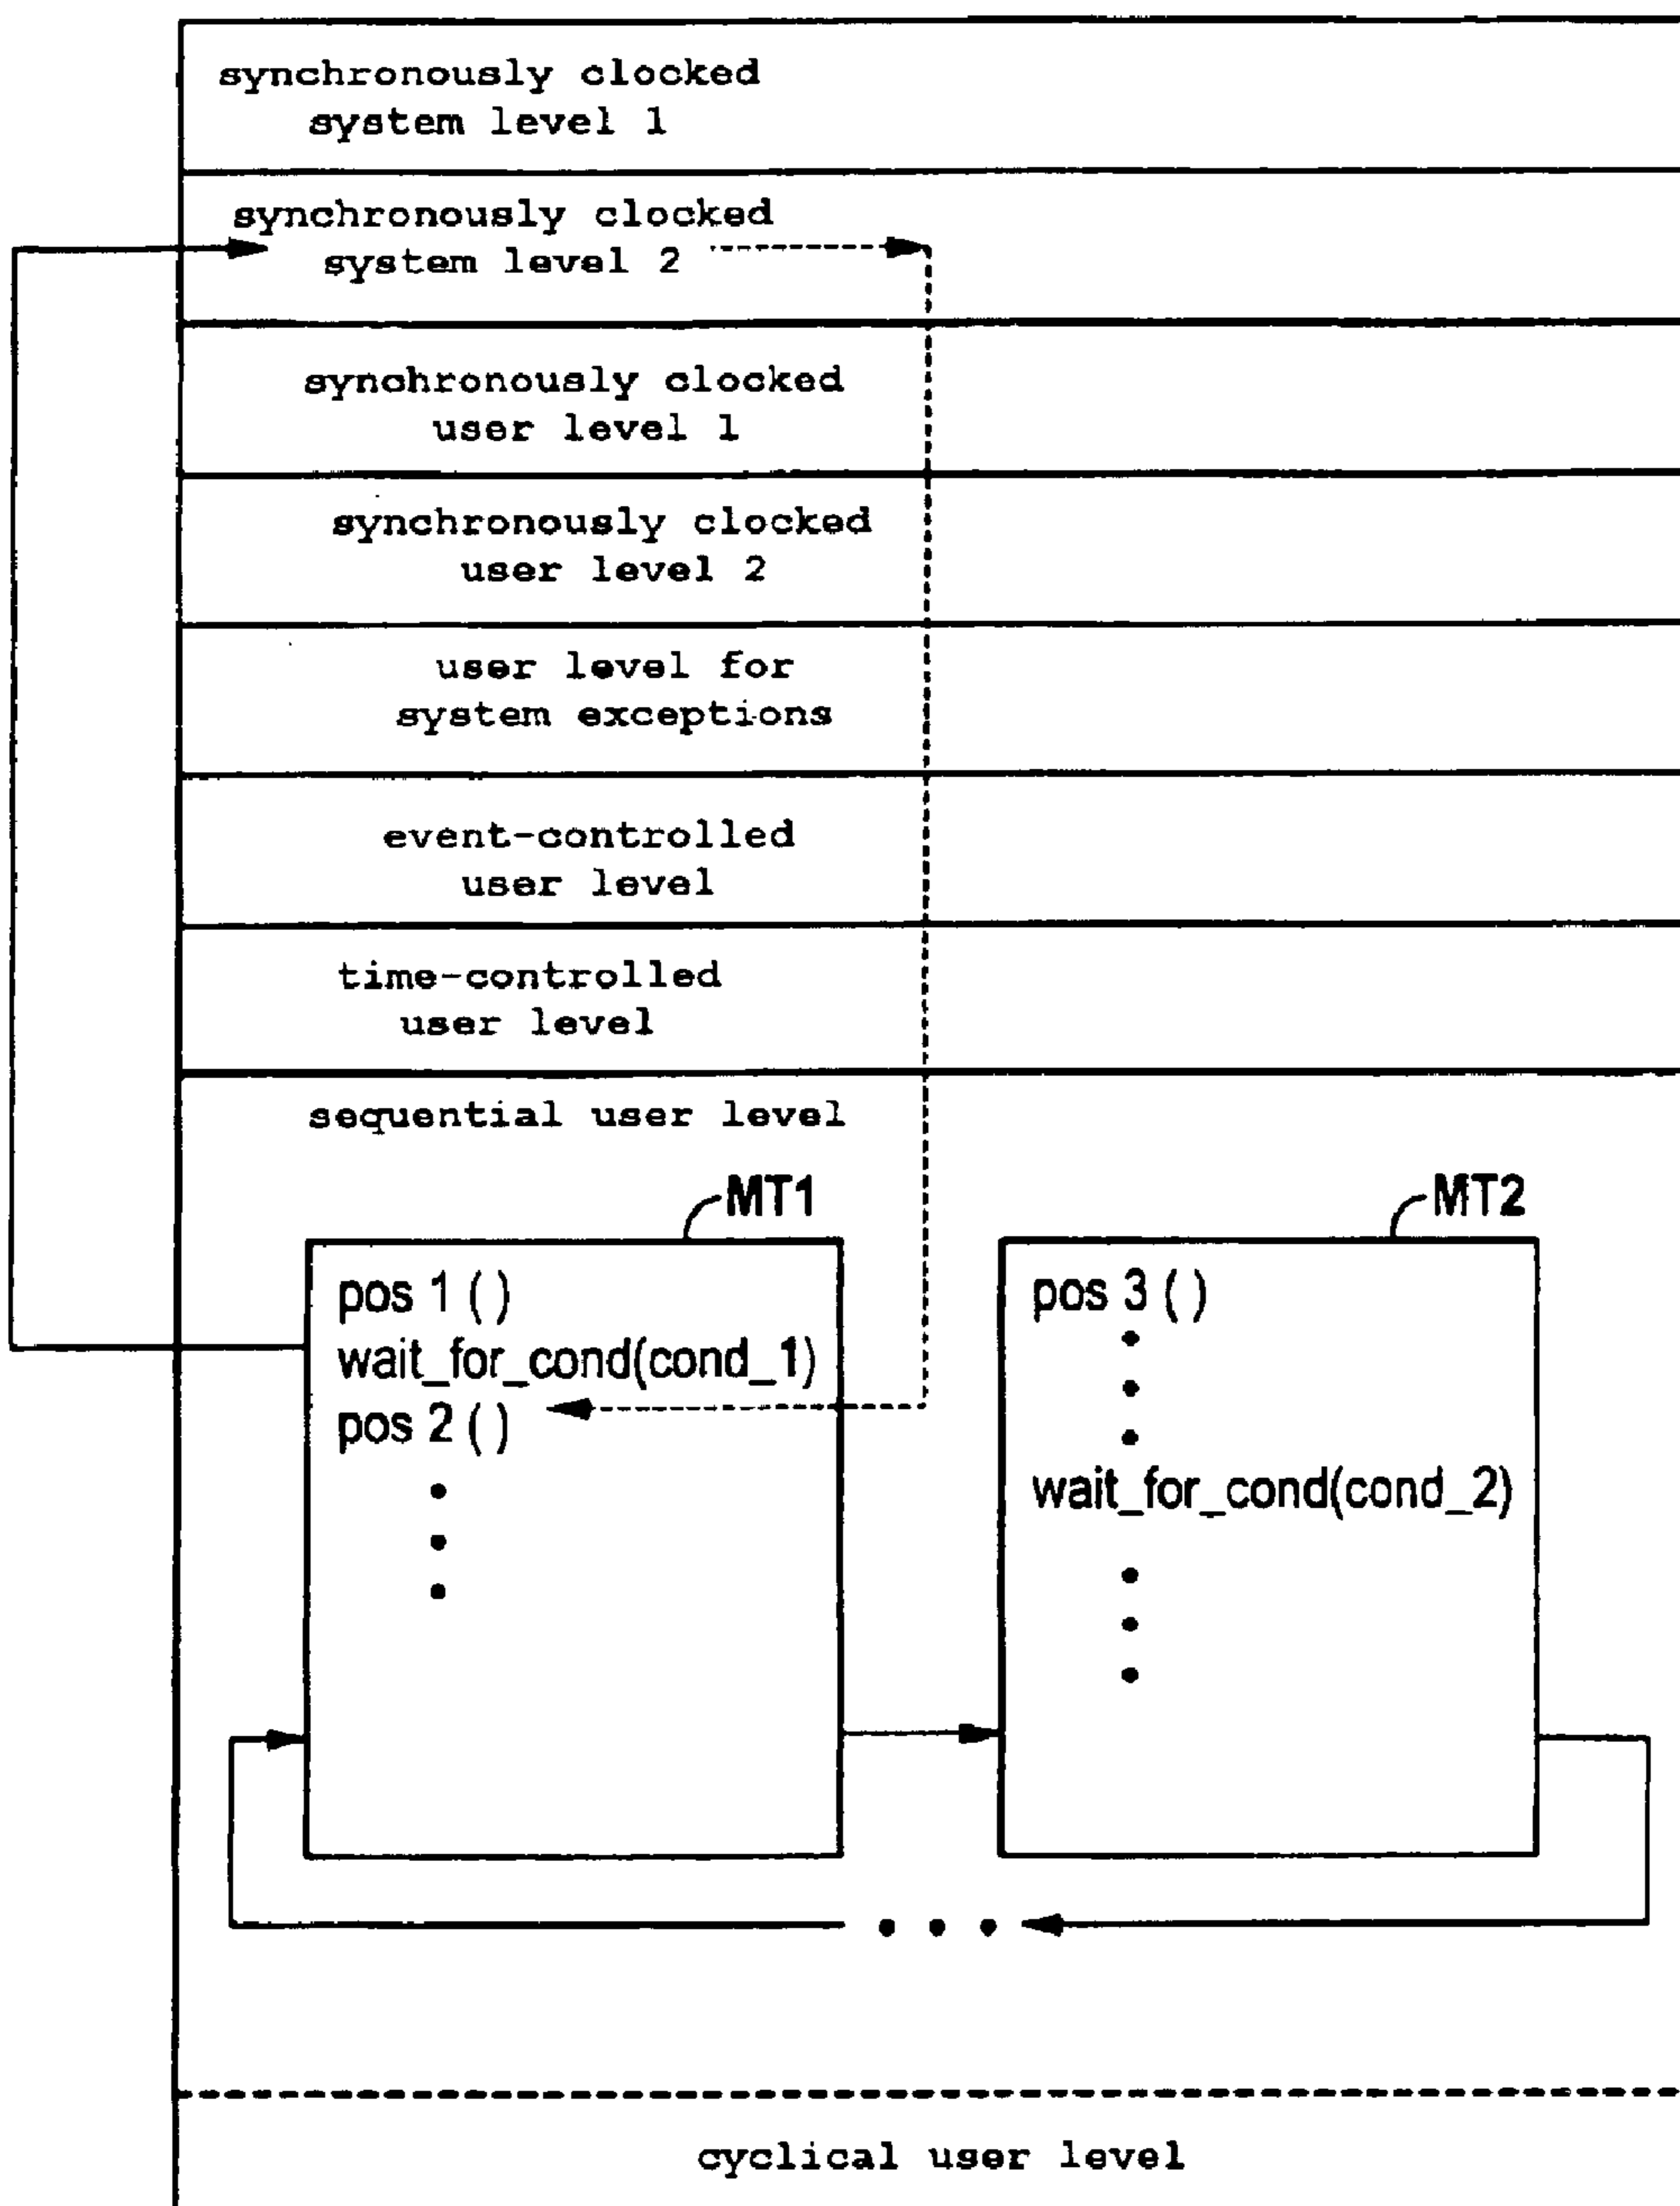 synchronously clocked
system level 1
synchronously clocked
system level 2
synchronously clocked
user level 1
synchronously clocked
user level 2
user level for
system exceptions
event-controlled
user level
time-controlled
user level
sequential user level
MT1
pos 1 ( )
wait_for_cond(cond_1)
pos 2 ( )
MT2
pos 3 ( )
wait_for_cond(cond_2)
cyclical user level